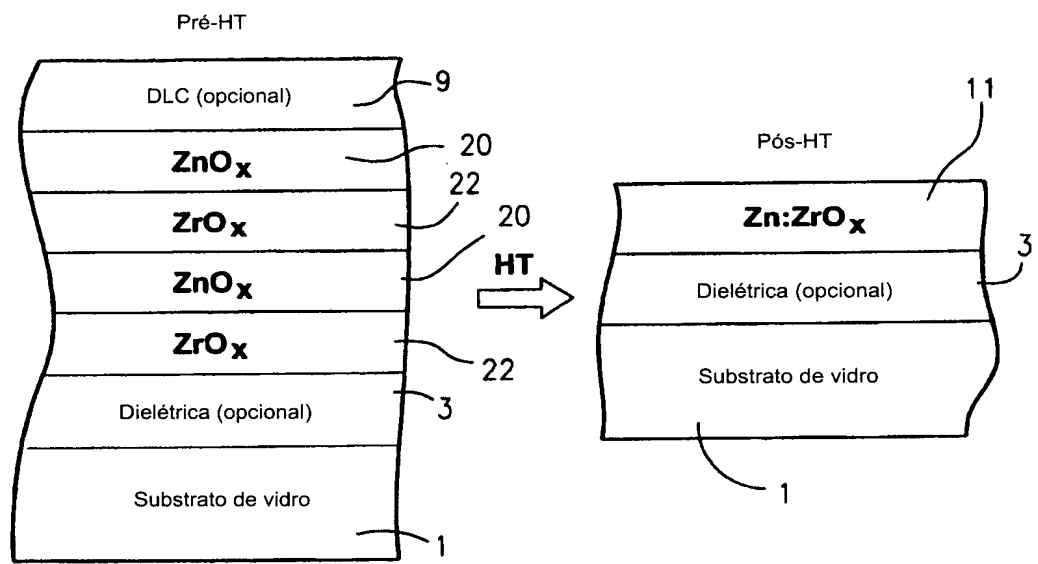 Pré-HT
DLC (opcional)
9
ZnOx
20
ZrOx
22
ZnOx
20
ZrOx
22
Dielétrica (opcional)
3
Substrato de vidro
1
HT
Pós-HT
11
Zn:ZrOx
3
Dielétrica (opcional)
Substrato de vidro
1